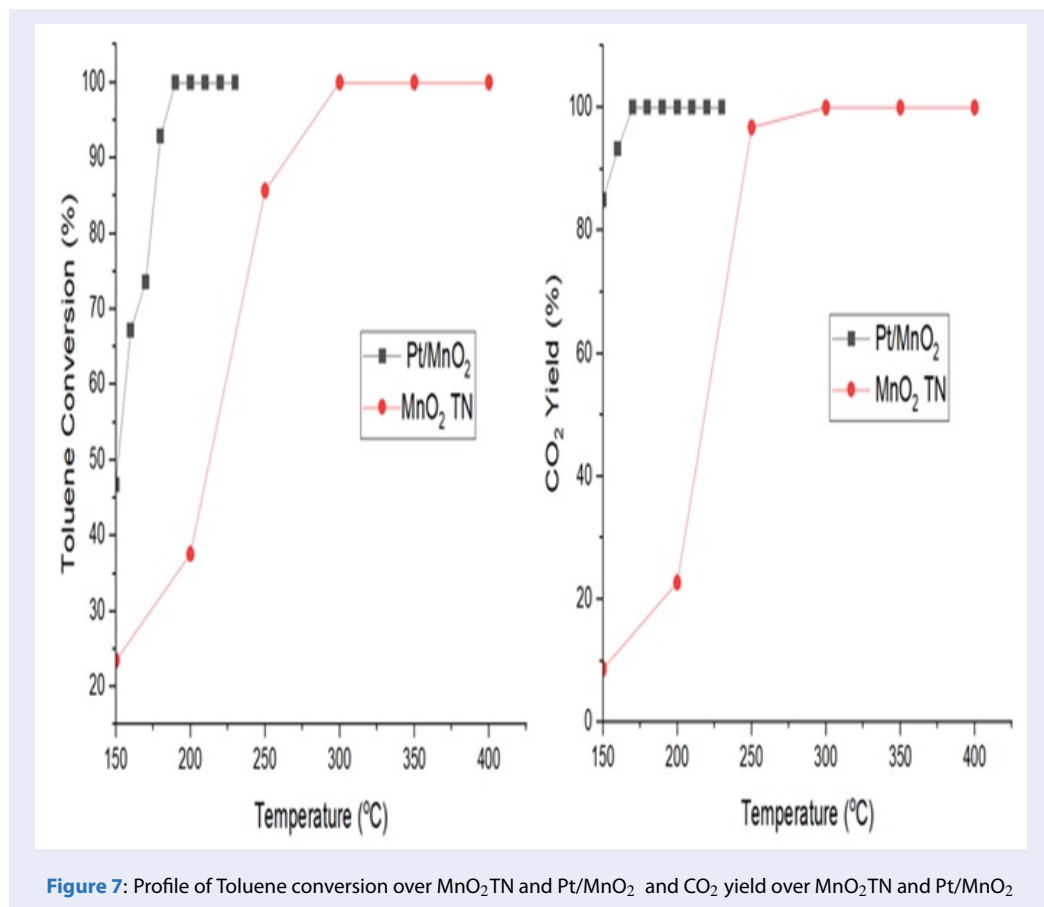 Toluene Conversion (%)
100
90
80
70
60
50
40
30
20
150 200 250 300 350 400
Temperature (ºC)
Pt/MnO₂
MnO₂ TN
CO₂ Yield (%)
100
80
60
40
20
0
150 200 250 300 350 400
Temperature (ºC)
Pt/MnO₂
MnO₂ TN
Figure 7: Profile of Toluene conversion over MnO₂TN and Pt/MnO₂ and CO₂ yield over MnO₂TN and Pt/MnO₂